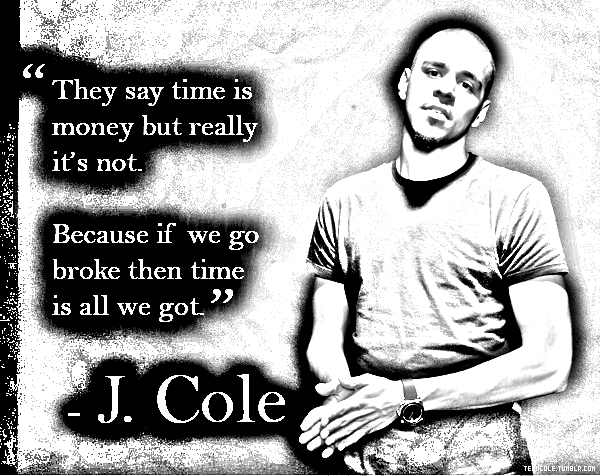 “ They say time is
money but really
it’s not.
Because if we go
broke then time
is all we got.”
- J. Cole